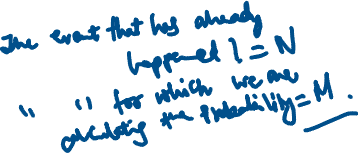 The event that has already
happened } = N
" " for which we are
calculating the Probability = M.